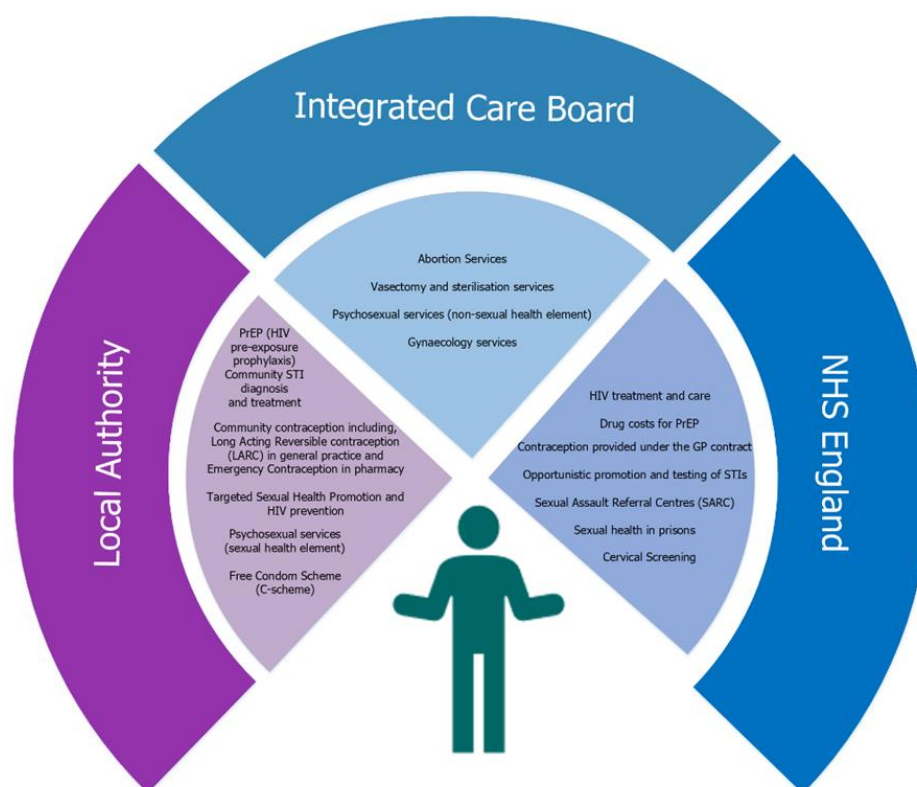 Integrated Care Board
Abortion Services
Vasectomy and sterilisation services
Psychosexual services (non-sexual health element)
Gynaecology services
Local Authority
PrEP (HIV
pre-exposure
prophylaxis)
Community STI
diagnosis
and treatment
Community contraception including,
Long Acting Reversible contraception
(LARC) in general practice and
Emergency Contraception in pharmacy
Targeted Sexual Health Promotion and
HIV prevention
Psychosexual services
(sexual health element)
Free Condom Scheme
(C-scheme)
NHS England
HIV treatment and care
Drug costs for PrEP
Contraception provided under the GP contract
Opportunistic promotion and testing of STIs
Sexual Assault Referral Centres (SARC)
Sexual health in prisons
Cervical Screening